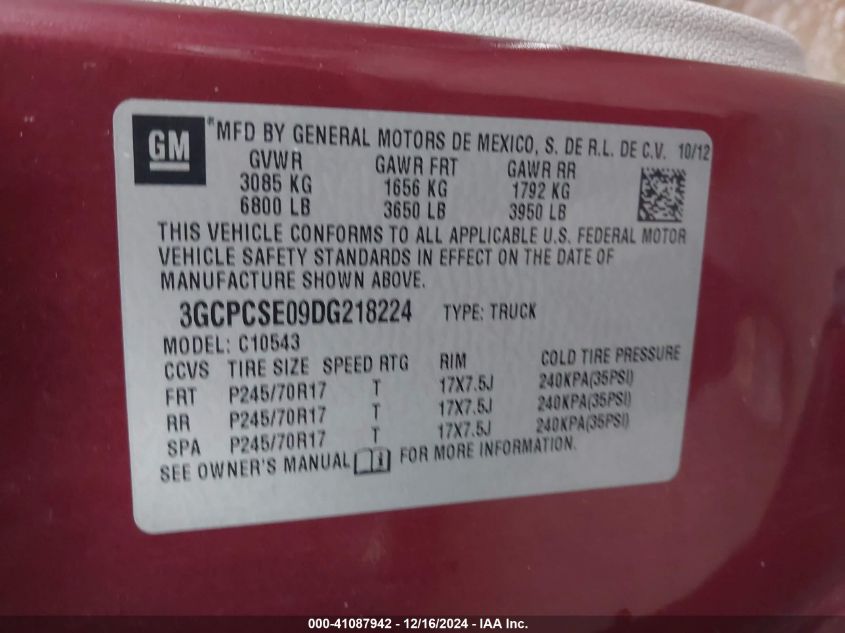 GM
®MFD BY GENERAL MOTORS DE MEXICO, S. DE R.L. DE C.V. 10/12
GVWR GAWR FRT GAWR RR
3085 KG 1656 KG 1792 KG
6800 LB 3650 LB 3950 LB
THIS VEHICLE CONFORMS TO ALL APPLICABLE U.S. FEDERAL MOTOR
VEHICLE SAFETY STANDARDS IN EFFECT ON THE DATE OF
MANUFACTURE SHOWN ABOVE.
3GCPCSE09DG218224 TYPE: TRUCK
MODEL: C10543
CCVS TIRE SIZE SPEED RTG RIM COLD TIRE PRESSURE
FRT P245/70R17 T 17X7.5J 240KPA(35PSI)
RR P245/70R17 T 17X7.5J 240KPA(35PSI)
SPA P245/70R17 T 17X7.5J 240KPA(35PSI)
SEE OWNER'S MANUAL i FOR MORE INFORMATION.
000-41087942 - 12/16/2024 - IAA Inc.